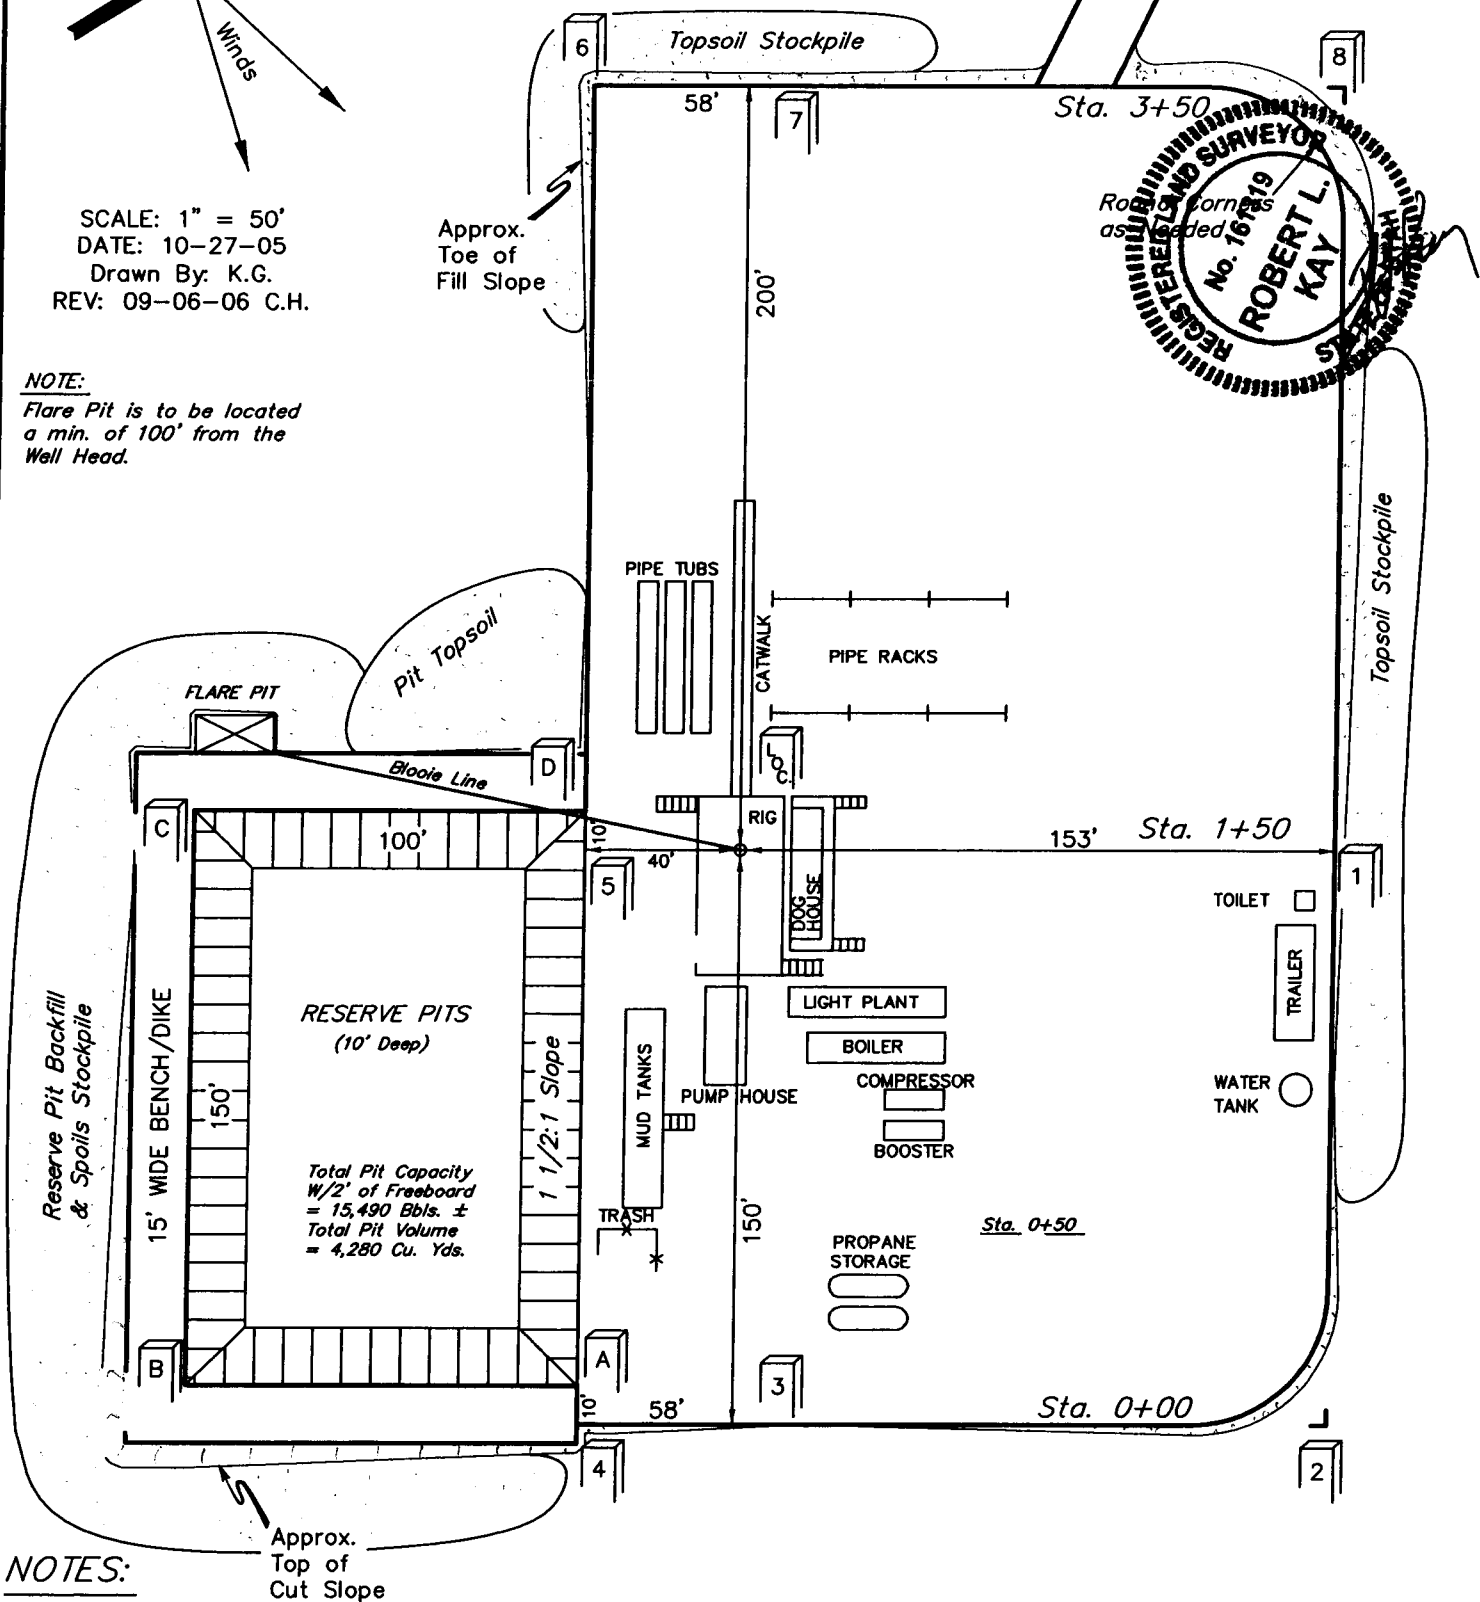 Winds
6
Topsoil Stockpile
8
58'
7
Sta. 3+50
SCALE: 1" = 50'
DATE: 10-27-05
Drawn By: K.G.
REV: 09-06-06 C.H.
Approx.
Toe of
Fill Slope
200'
Round Corners
as Needed
REGISTERED LAND SURVEYOR
ROBERT L.
KAY
NOTE:
Flare Pit is to be located
a min. of 100' from the
Well Head.
Topsoil Stockpile
PIPE TUBS
CATWALK
PIPE RACKS
Pit Topsoil
FLARE PIT
Blooie Line
D
LOC.
C
100'
10'
RIG
40'
153'
Sta. 1+50
5
1
DOG
HOUSE
TOILET
TRAILER
RESERVE PITS
(10' Deep)
LIGHT PLANT
BOILER
COMPRESSOR
BOOSTER
WATER
TANK
Reserve Pit Backfill
& Spoils Stockpile
15' WIDE BENCH/DIKE
150'
1 1/2:1 Slope
MUD TANKS
PUMP HOUSE
Total Pit Capacity
W/2' of Freeboard
= 15,490 Bbls. ±
Total Pit Volume
= 4,280 Cu. Yds.
TRASH
150'
Sta. 0+50
PROPANE
STORAGE
B
A
3
10'
58'
Sta. 0+00
4
2
Approx.
Top of
Cut Slope
NOTES: